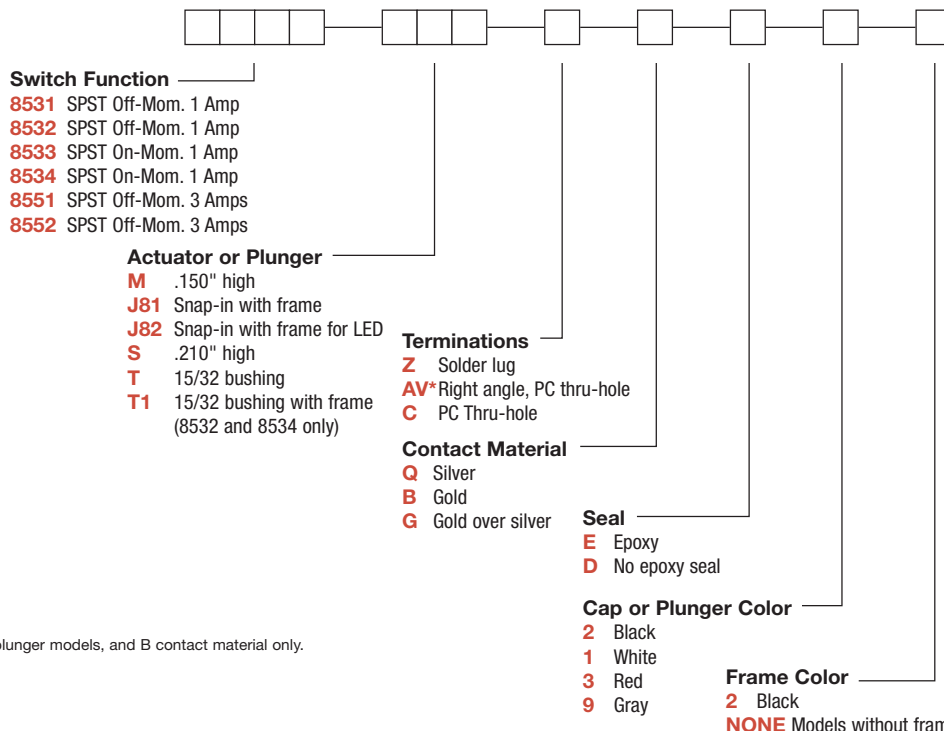 Switch Function
8531 SPST Off-Mom. 1 Amp
8532 SPST Off-Mom. 1 Amp
8533 SPST On-Mom. 1 Amp
8534 SPST On-Mom. 1 Amp
8551 SPST Off-Mom. 3 Amps
8552 SPST Off-Mom. 3 Amps
Actuator or Plunger
M .150" high
J81 Snap-in with frame
J82 Snap-in with frame for LED
S .210" high
T 15/32 bushing
T1 15/32 bushing with frame
(8532 and 8534 only)
Terminations
Z Solder lug
AV* Right angle, PC thru-hole
C PC Thru-hole
Contact Material
Q Silver
B Gold
G Gold over silver
Seal
E Epoxy
D No epoxy seal
Cap or Plunger Color
2 Black
1 White
3 Red
9 Gray
Frame Color
2 Black
NONE Models without fram
plunger models, and B contact material only.